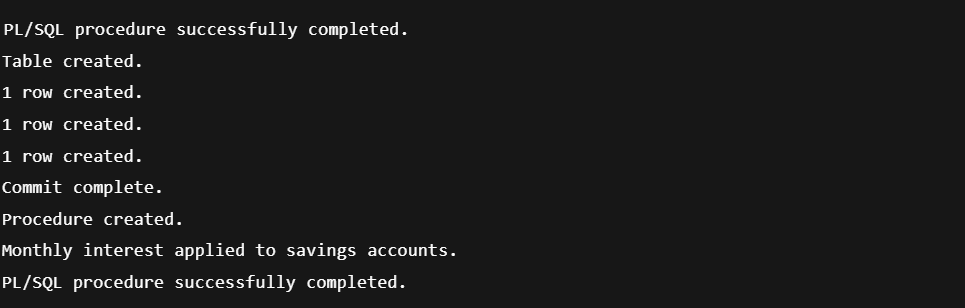 PL/SQL procedure successfully completed.
Table created.
1 row created.
1 row created.
1 row created.
Commit complete.
Procedure created.
Monthly interest applied to savings accounts.
PL/SQL procedure successfully completed.